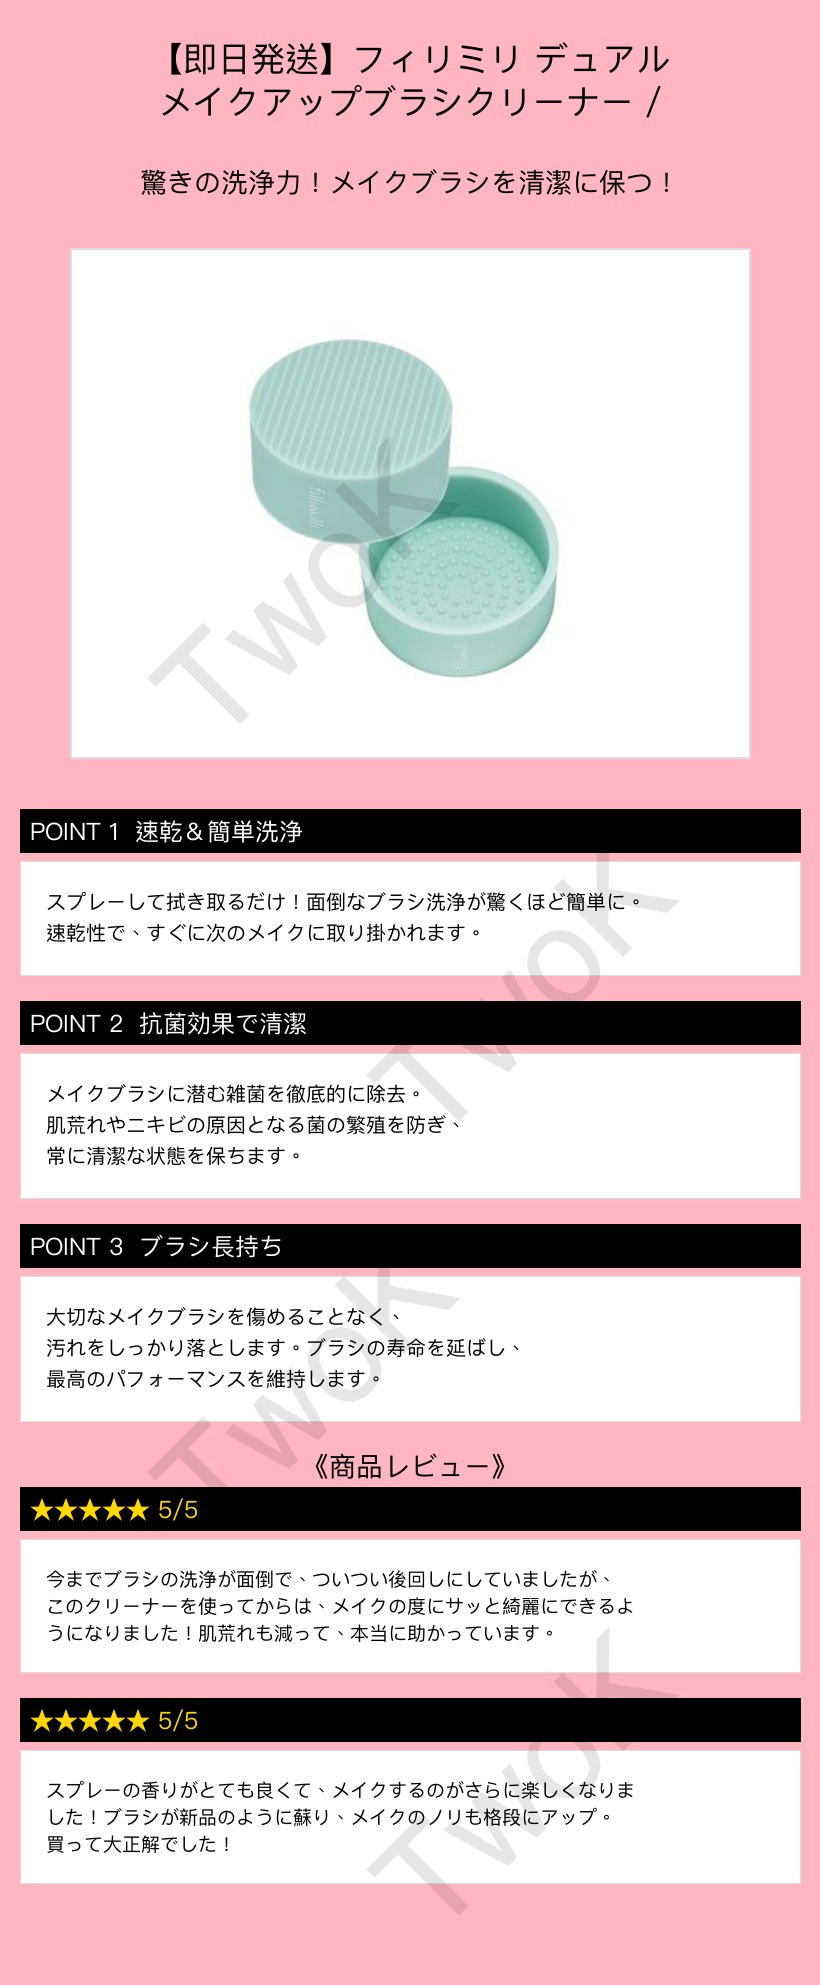 【即日発送】フィリミリ デュアル
メイクアップブラシクリーナー /
驚きの洗浄力！メイクブラシを清潔に保つ！
fillimilli
fillimilli
TwoK
POINT 1 速乾＆簡単洗浄
スプレーして拭き取るだけ！面倒なブラシ洗浄が驚くほど簡単に。
速乾性で、すぐに次のメイクに取り掛かれます。
TwoK
POINT 2 抗菌効果で清潔
メイクブラシに潜む雑菌を徹底的に除去。
肌荒れやニキビの原因となる菌の繁殖を防ぎ、
常に清潔な状態を保ちます。
POINT 3 ブラシ長持ち
大切なメイクブラシを傷めることなく、
汚れをしっかり落とします。ブラシの寿命を延ばし、
最高のパフォーマンスを維持します。
TwoK
《商品レビュー》
★★★★★ 5/5
今までブラシの洗浄が面倒で、ついつい後回しにしていましたが、
このクリーナーを使ってからは、メイクの度にサッと綺麗にできるよ
うになりました！肌荒れも減って、本当に助かっています。
★★★★★ 5/5
スプレーの香りがとても良くて、メイクするのがさらに楽しくなりま
した！ブラシが新品のように蘇り、メイクのノリも格段にアップ。
買って大正解でした！
TwoK